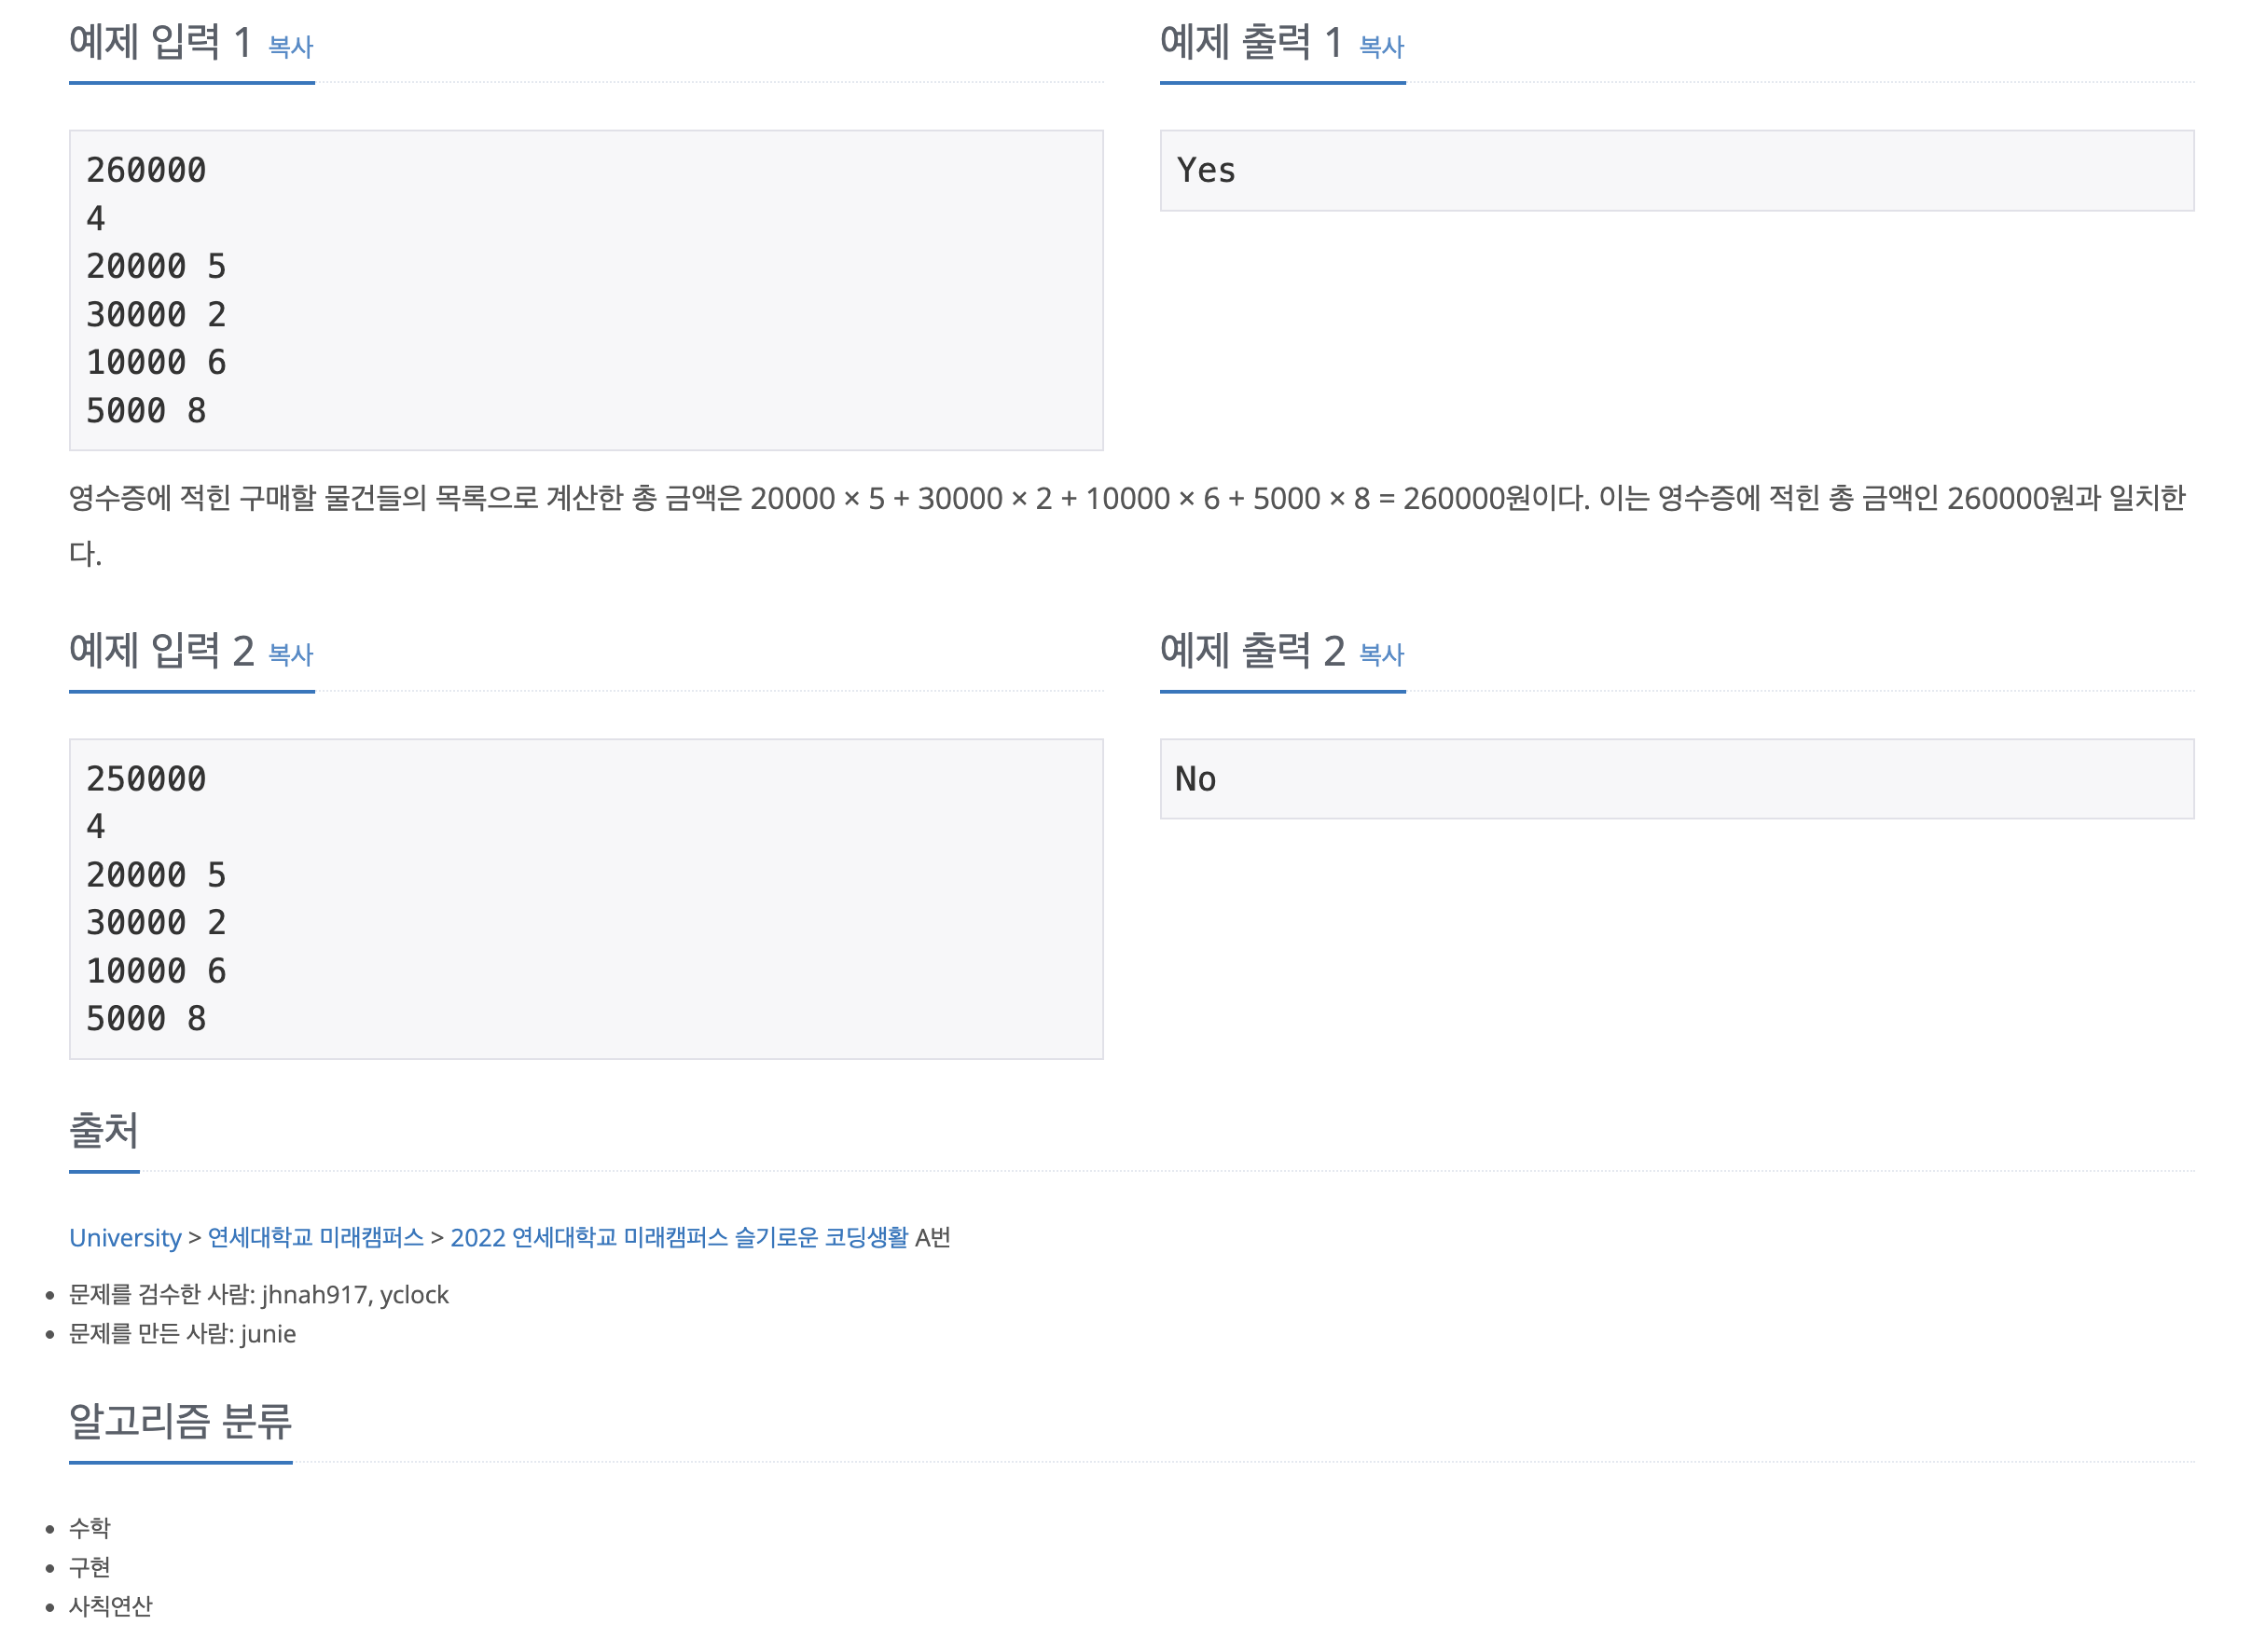 예제 입력 1 복사
예제 출력 1 복사
260000
4
20000 5
30000 2
10000 6
5000 8
Yes
영수증에 적힌 구매할 물건들의 목록으로 계산한 총 금액은 20000 × 5 + 30000 × 2 + 10000 × 6 + 5000 × 8 = 260000원이다. 이는 영수증에 적힌 총 금액인 260000원과 일치한
다.
예제 입력 2 복사
예제 출력 2 복사
250000
4
20000 5
30000 2
10000 6
5000 8
No
출처
University > 연세대학교 미래캠퍼스 > 2022 연세대학교 미래캠퍼스 슬기로운 코딩생활 A번
• 문제를 검수한 사람: jhnah917, yclock
• 문제를 만든 사람: junie
알고리즘 분류
• 수학
• 구현
• 사칙연산